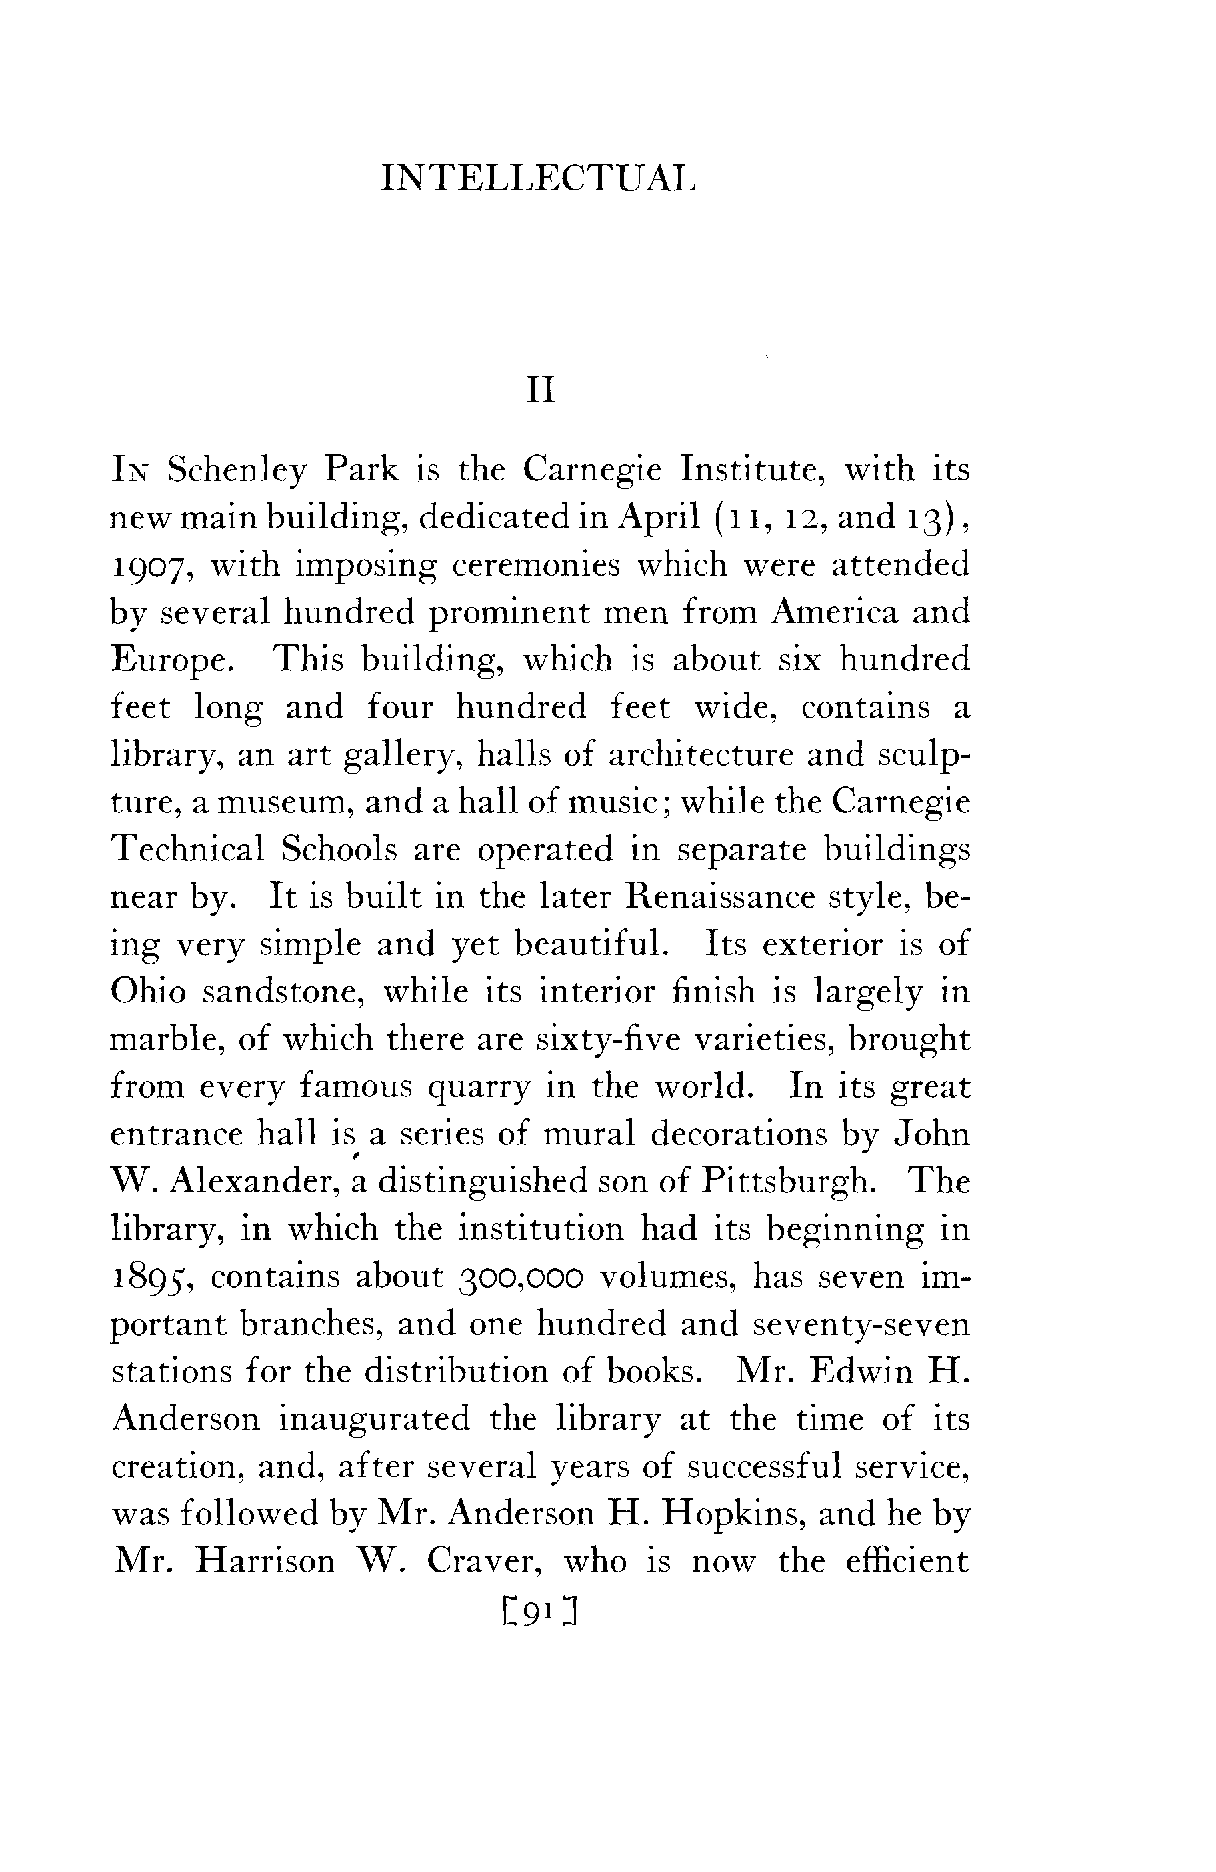 INTELLECTUAL
II
In Schenley Park is the Carnegie Institute, with its
new main building, dedicated in April (11, 12, and 13),
1907, with imposing ceremonies which were attended
by several hundred prominent men from America and
Europe. This building, which is about six hundred
feet long and four hundred feet wide, contains a
library, an art gallery, halls of architecture and sculp-
ture, a museum, and a hall of music; while the Carnegie
Technical Schools are operated in separate buildings
near by. It is built in the later Renaissance style, be-
ing very simple and yet beautiful. Its exterior is of
Ohio sandstone, while its interior finish is largely in
marble, of which there are sixty-five varieties, brought
from every famous quarry in the world. In its great
entrance hall is a series of mural decorations by John
W. Alexander, a distinguished son of Pittsburgh. The
library, in which the institution had its beginning in
1895, contains about 300,000 volumes, has seven im-
portant branches, and one hundred and seventy-seven
stations for the distribution of books. Mr. Edwin H.
Anderson inaugurated the library at the time of its
creation, and, after several years of successful service,
was followed by Mr. Anderson H. Hopkins, and he by
Mr. Harrison W. Craver, who is now the efficient
[91]